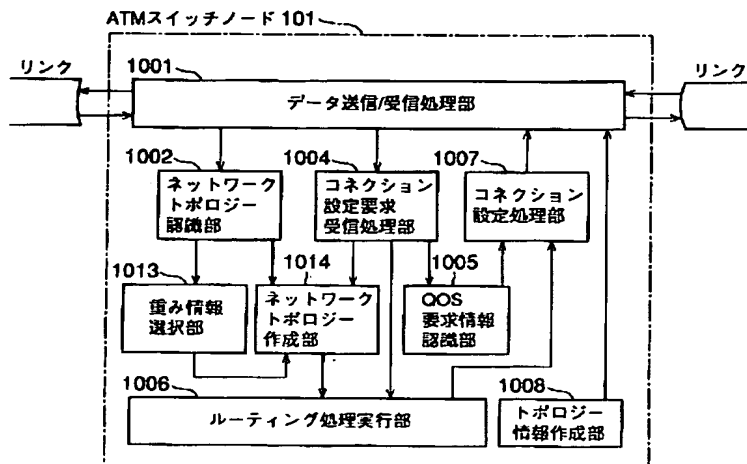 ATMスイッチノード 101
リンク
1001
リンク
データ送信/受信処理部
1002
1004
1007
ネットワーク
トポロジー
認識部
コネクション
設定要求
受信処理部
コネクション
設定処理部
1013
1014
1005
重み情報
選択部
ネットワーク
トポロジー
作成部
QOS
要求情報
認識部
1006
1008
ルーティング処理実行部
トポロジー
情報作成部